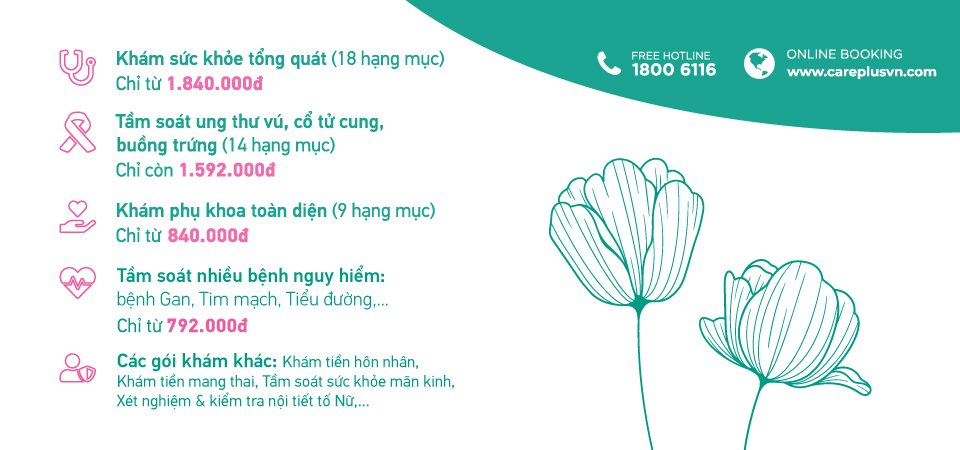 Khám sức khỏe tổng quát (18 hạng mục)
Chỉ từ 1.840.000đ
Tầm soát ung thư vú, cổ tử cung,
buồng trứng (14 hạng mục)
Chỉ còn 1.592.000đ
Khám phụ khoa toàn diện (9 hạng mục)
Chỉ từ 840.000đ
Tầm soát nhiều bệnh nguy hiểm:
bệnh Gan, Tim mạch, Tiểu đường,...
Chỉ từ 792.000đ
Các gói khám khác: Khám tiền hôn nhân,
Khám tiền mang thai, Tầm soát sức khỏe mãn kinh,
Xét nghiệm & kiểm tra nội tiết tố Nữ,...
FREE HOTLINE
1800 6116
ONLINE BOOKING
www.careplusvn.com